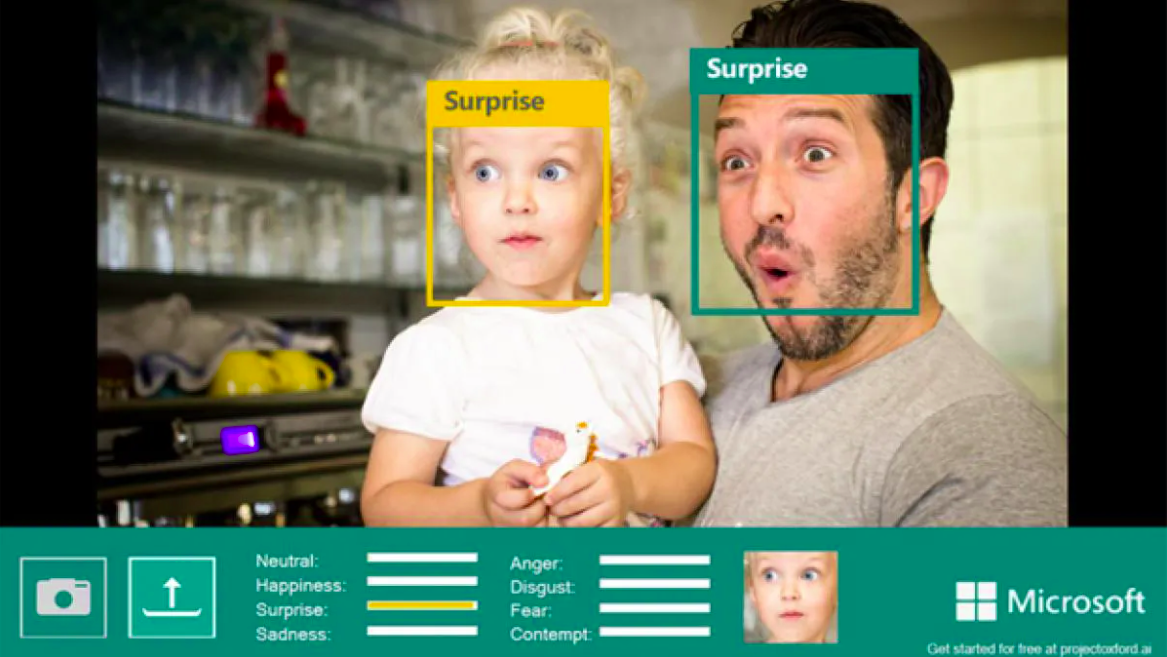 Surprise
Surprise
Neutral:
Happiness:
Surprise:
Sadness:
Anger:
Disgust:
Fear:
Contempt:
Microsoft
Get started for free at projectoxford.ai